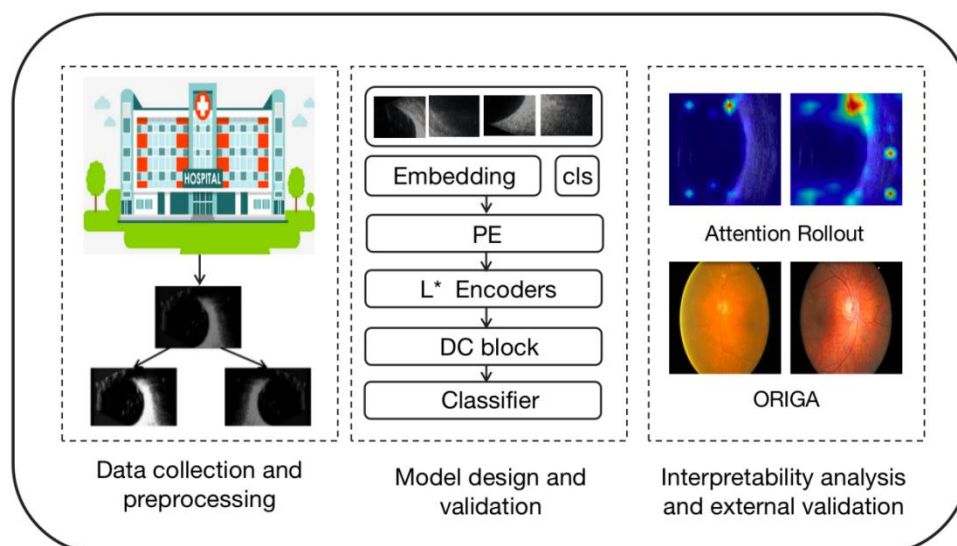 HOSPITAL
Data collection and
preprocessing
Embedding
cls
PE
L* Encoders
DC block
Classifier
Model design and
validation
Attention Rollout
ORIGA
Interpretability analysis
and external validation